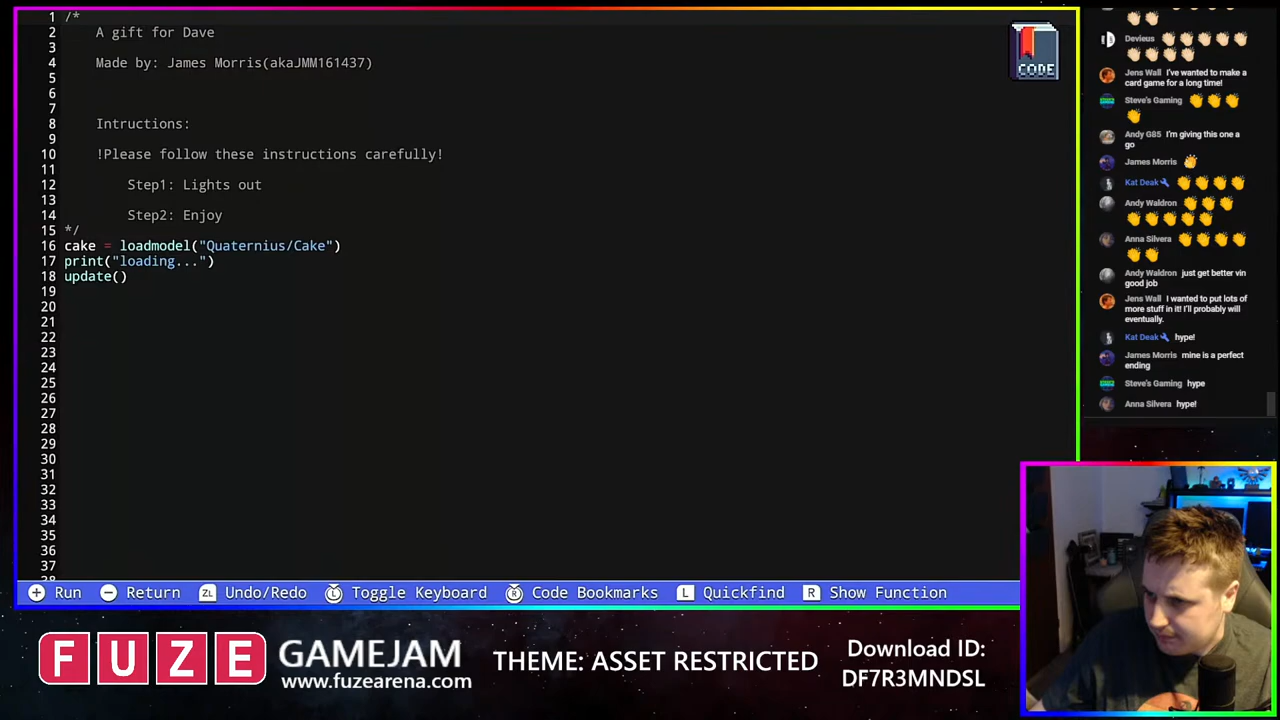 1 /*
2 A gift for Dave
3
4 Made by: James Morris(akaJMM161437)
5
6
7
8 Intructions:
9
10 !Please follow these instructions carefully!
11
12 Step1: Lights out
13
14 Step2: Enjoy
15 */
16 cake = loadmodel("Quaternius/Cake")
17 print("loading...")
18 update()
19
20
21
22
23
24
25
26
27
28
29
30
31
32
33
34
35
36
37
CODE
+ Run
- Return
ZL Undo/Redo
Toggle Keyboard
Code Bookmarks
L Quickfind
R Show Function
Devieus 👏🏻👏🏻👏🏻👏🏻👏🏻
👏🏻👏🏻👏🏻👏🏻
Jens Wall I've wanted to make a
card game for a long time!
Steve's Gaming 👏👏👏
👏
Andy G85 I'm giving this one a
go
James Morris 👏
Kat Deak 👏👏👏👏
Andy Waldron 👏👏👏
👏👏👏👏👏
Anna Silvera 👏👏👏👏
👏👏
Andy Waldron just get better vin
good job
Jens Wall I wanted to put lots of
more stuff in it! I'll probably will
eventually.
Kat Deak hype!
James Morris mine is a perfect
ending
Steve's Gaming hype
Anna Silvera hype!
FUZE GAMEJAM
www.fuzearena.com
THEME: ASSET RESTRICTED
Download ID:
DF7R3MNDSL